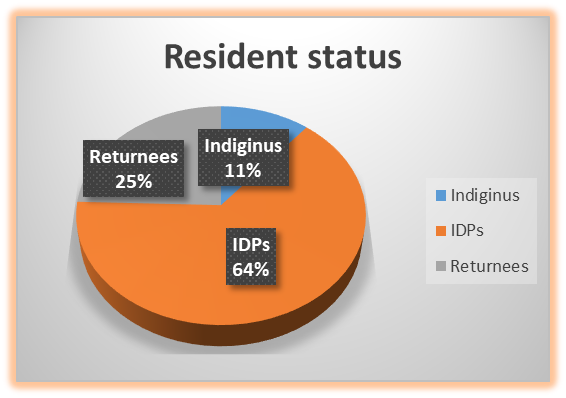 Resident status
Returnees
25%
Indiginus
11%
IDPs
64%
Indiginus
IDPs
Returnees